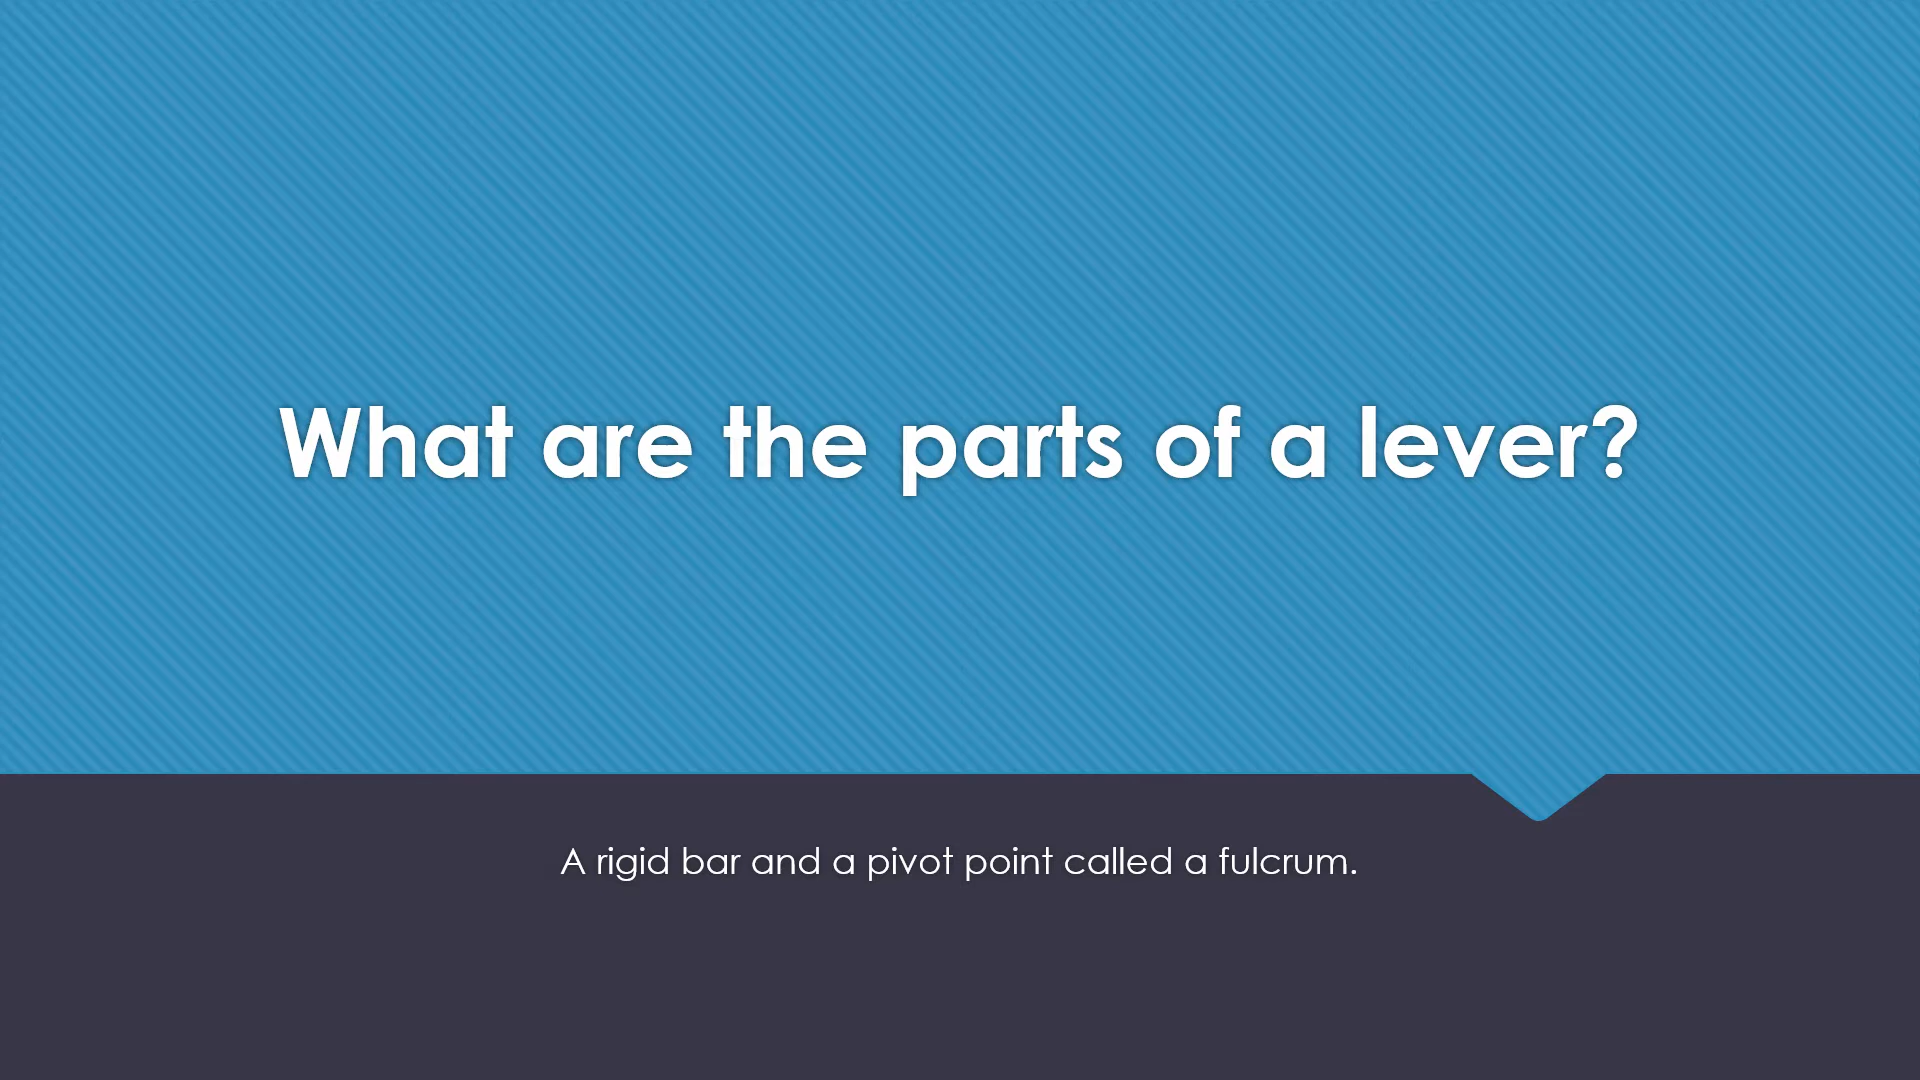 What are the parts of a lever?
A rigid bar and a pivot point called a fulcrum.